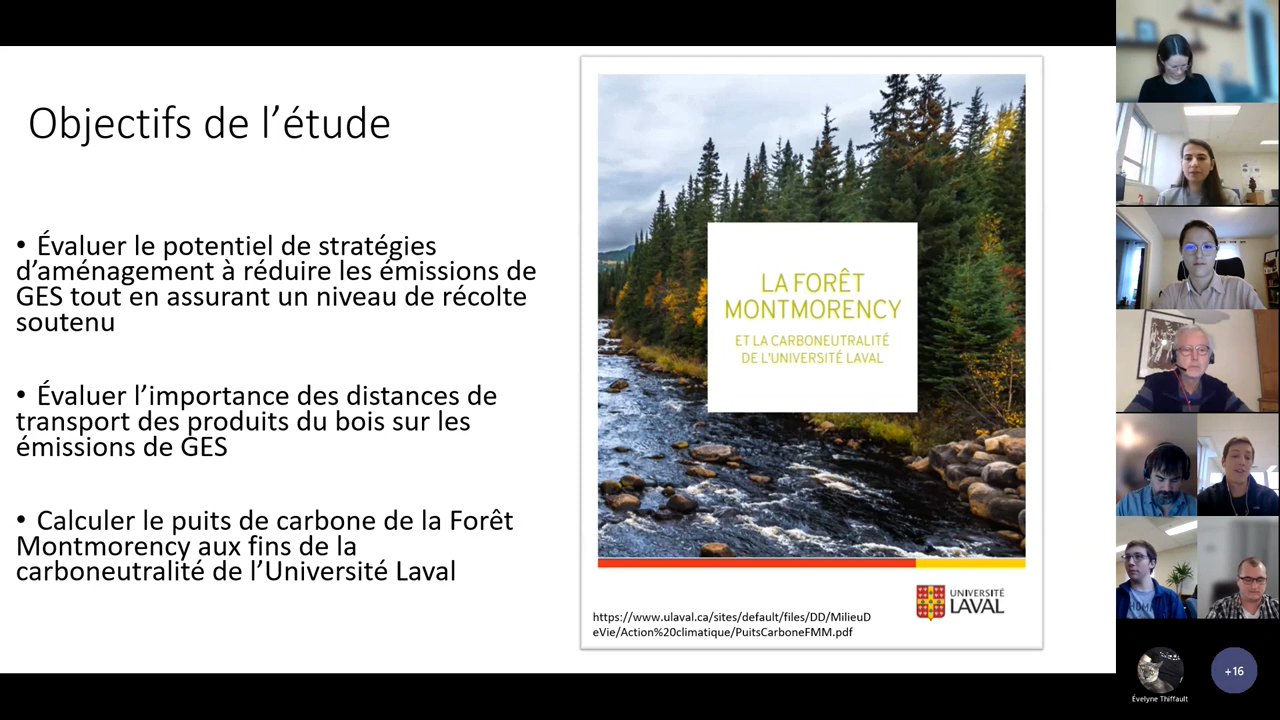 Objectifs de l’étude
• Évaluer le potentiel de stratégies
d’aménagement à réduire les émissions de
GES tout en assurant un niveau de récolte
soutenu
• Évaluer l’importance des distances de
transport des produits du bois sur les
émissions de GES
• Calculer le puits de carbone de la Forêt
Montmorency aux fins de la
carboneutralité de l’Université Laval
LA FORÊT
MONTMORENCY
ET LA CARBONEUTRALITÉ
DE L'UNIVERSITÉ LAVAL
UNIVERSITÉ
LAVAL
https://www.ulaval.ca/sites/default/files/DD/MilieuD
eVie/Action%20climatique/PuitsCarboneFMM.pdf
Évelyne Thiffault
+16